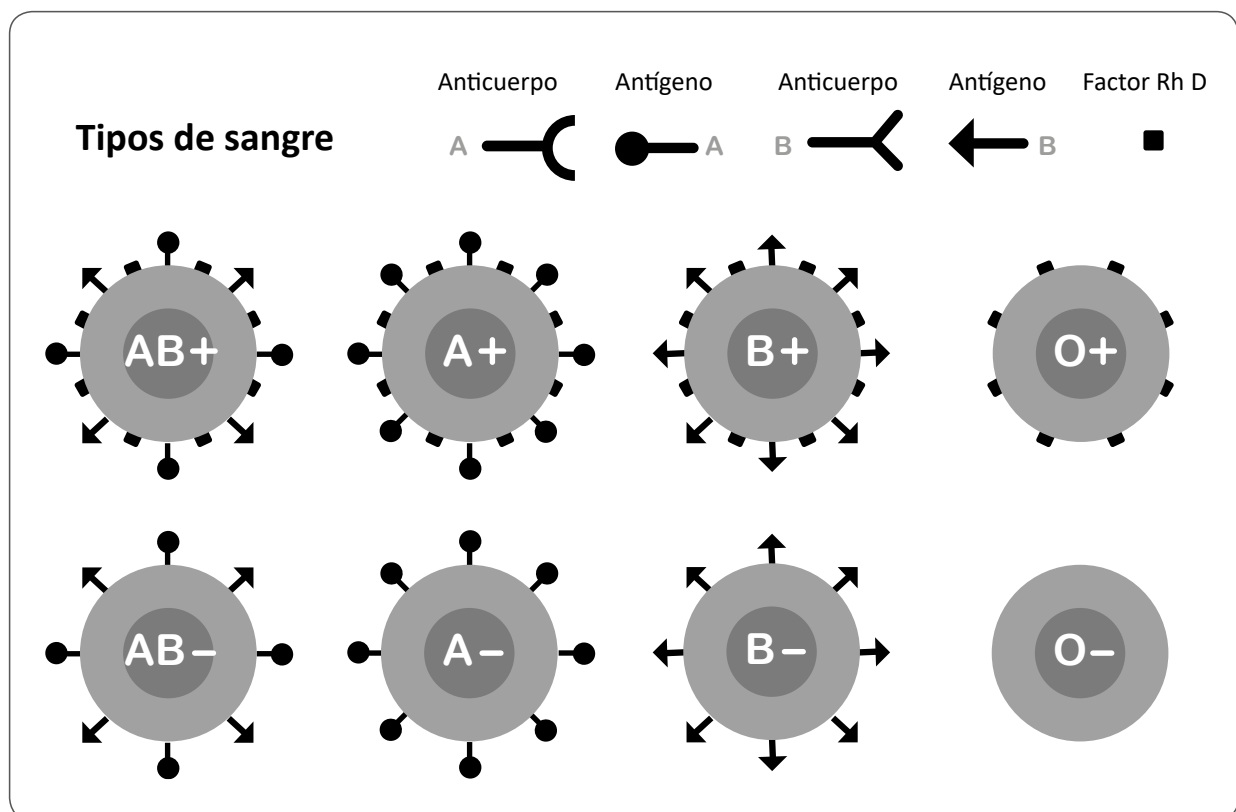 Anticuerpo Antígeno Anticuerpo Antígeno Factor Rh D
Tipos de sangre
A A B B
AB+ A+ B+ O+
AB– A– B– O–